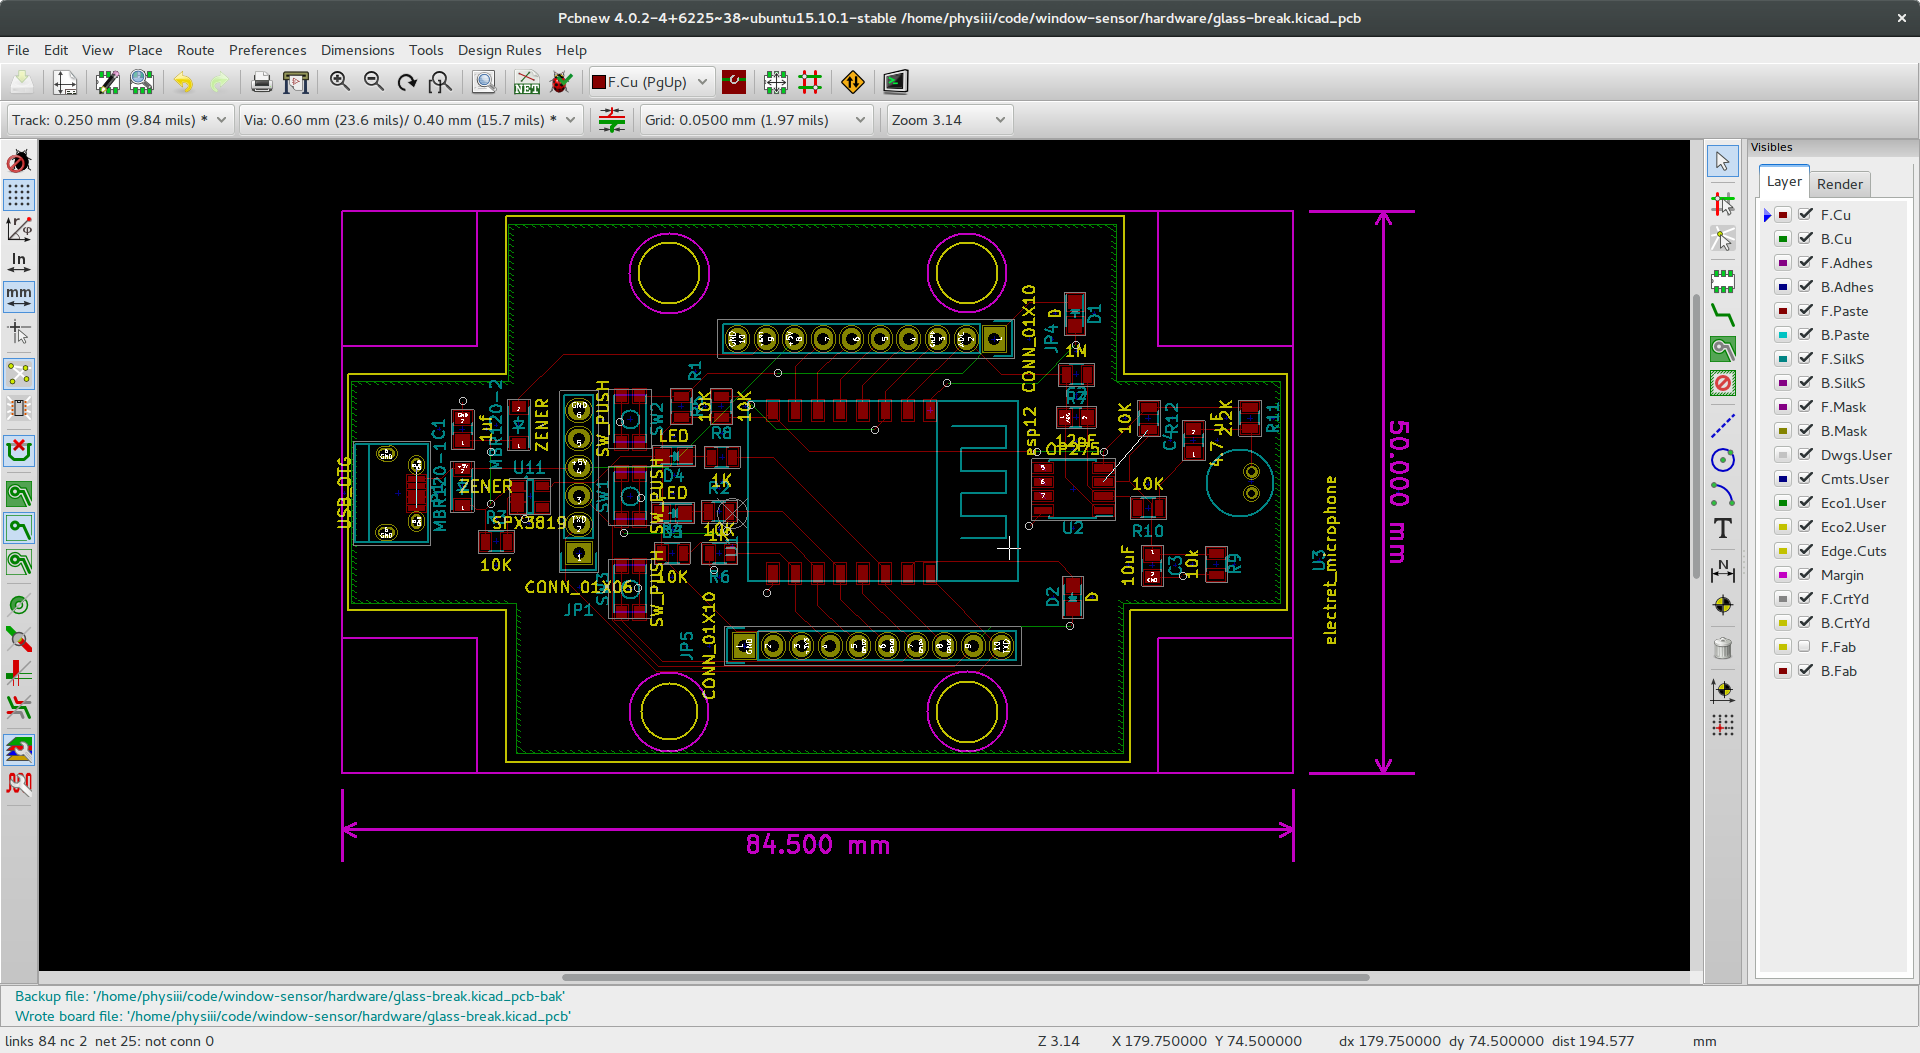 Pcbnew 4.0.2-4+6225~38~ubuntu15.10.1-stable /home/physiii/code/window-sensor/hardware/glass-break.kicad_pcb
File Edit View Place Route Preferences Dimensions Tools Design Rules Help
NET
F.Cu (PgUp)
Track: 0.250 mm (9.84 mils) *
Via: 0.60 mm (23.6 mils)/ 0.40 mm (15.7 mils) *
Grid: 0.0500 mm (1.97 mils)
Zoom 3.14
In
mm
CONN_01X10
JP4
D
D1
1M
R1
10K
10K
R8
SW2
SW_PUSH
LED
D4
1K
R2
MBR120-2
ZENER
C1
1uf
U11
ZENER
MBR120-1
USB_OTG
SPX3819
10K
CONN_01X06
JP1
SW1
SW_PUSH
LED
10K
R6
SW_PUSH
esp12
12pF
OP275
U2
10K
R12
C4
4.7uF
2.2K
R11
10K
R10
10uF
C3
10k
R9
D2
D
JP5
CONN_01X10
U3
electret_microphone
50.000 mm
84.500 mm
Visibles
Layer Render
F.Cu
B.Cu
F.Adhes
B.Adhes
F.Paste
B.Paste
F.SilkS
B.SilkS
F.Mask
B.Mask
Dwgs.User
Cmts.User
Eco1.User
Eco2.User
Edge.Cuts
Margin
F.CrtYd
B.CrtYd
F.Fab
B.Fab
T
N
Backup file: '/home/physiii/code/window-sensor/hardware/glass-break.kicad_pcb-bak'
Wrote board file: '/home/physiii/code/window-sensor/hardware/glass-break.kicad_pcb'
links 84 nc 2 net 25: not conn 0
Z 3.14
X 179.750000 Y 74.500000
dx 179.750000 dy 74.500000 dist 194.577
mm